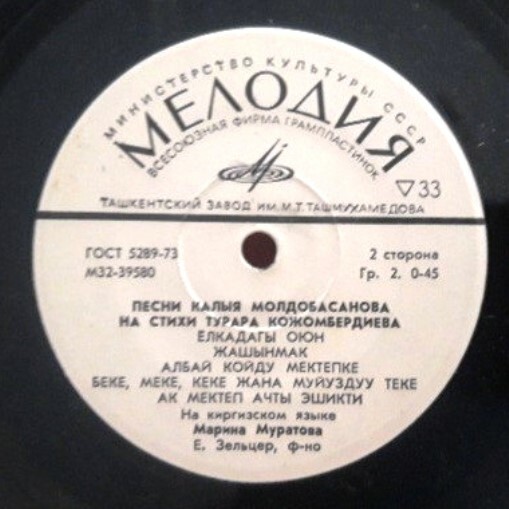 МИНИСТЕРСТВО КУЛЬТУРЫ СССР
МЕЛОДИЯ
ВСЕСОЮЗНАЯ ФИРМА ГРАМПЛАСТИНОК
▽ 33
ТАШКЕНТСКИЙ ЗАВОД ИМ. М.Т. ТАШМУХАМЕДОВА
ГОСТ 5289-73
2 сторона
М32-39580
Гр. 2. 0-45
ПЕСНИ КАЛЫЯ МОЛДОБАСАНОВА
НА СТИХИ ТУРАРА КОЖОМБЕРДИЕВА
ЁЛКАДАГЫ ОЮН
ЖАШЫНМАК
АЛБАЙ КОЙДУ МЕКТЕПКЕ
БЕКЕ, МЕКЕ, КЕКЕ ЖАНА МУЙУЗДУУ ТЕКЕ
АК МЕКТЕП АЧТЫ ЭШИКТИ
На киргизском языке
Марина Муратова
Е. Зельцер, ф-но